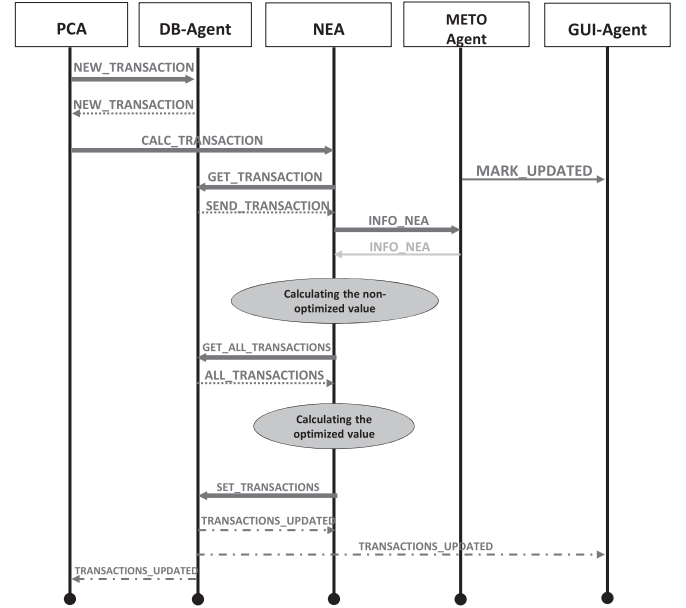 PCA
DB-Agent
NEA
METO
Agent
GUI-Agent
NEW_TRANSACTION
NEW_TRANSACTION
CALC_TRANSACTION
MARK_UPDATED
GET_TRANSACTION
SEND_TRANSACTION
INFO_NEA
INFO_NEA
Calculating the non-
optimized value
GET_ALL_TRANSACTIONS
ALL_TRANSACTIONS
Calculating the
optimized value
SET_TRANSACTIONS
TRANSACTIONS_UPDATED
TRANSACTIONS_UPDATED
TRANSACTIONS_UPDATED